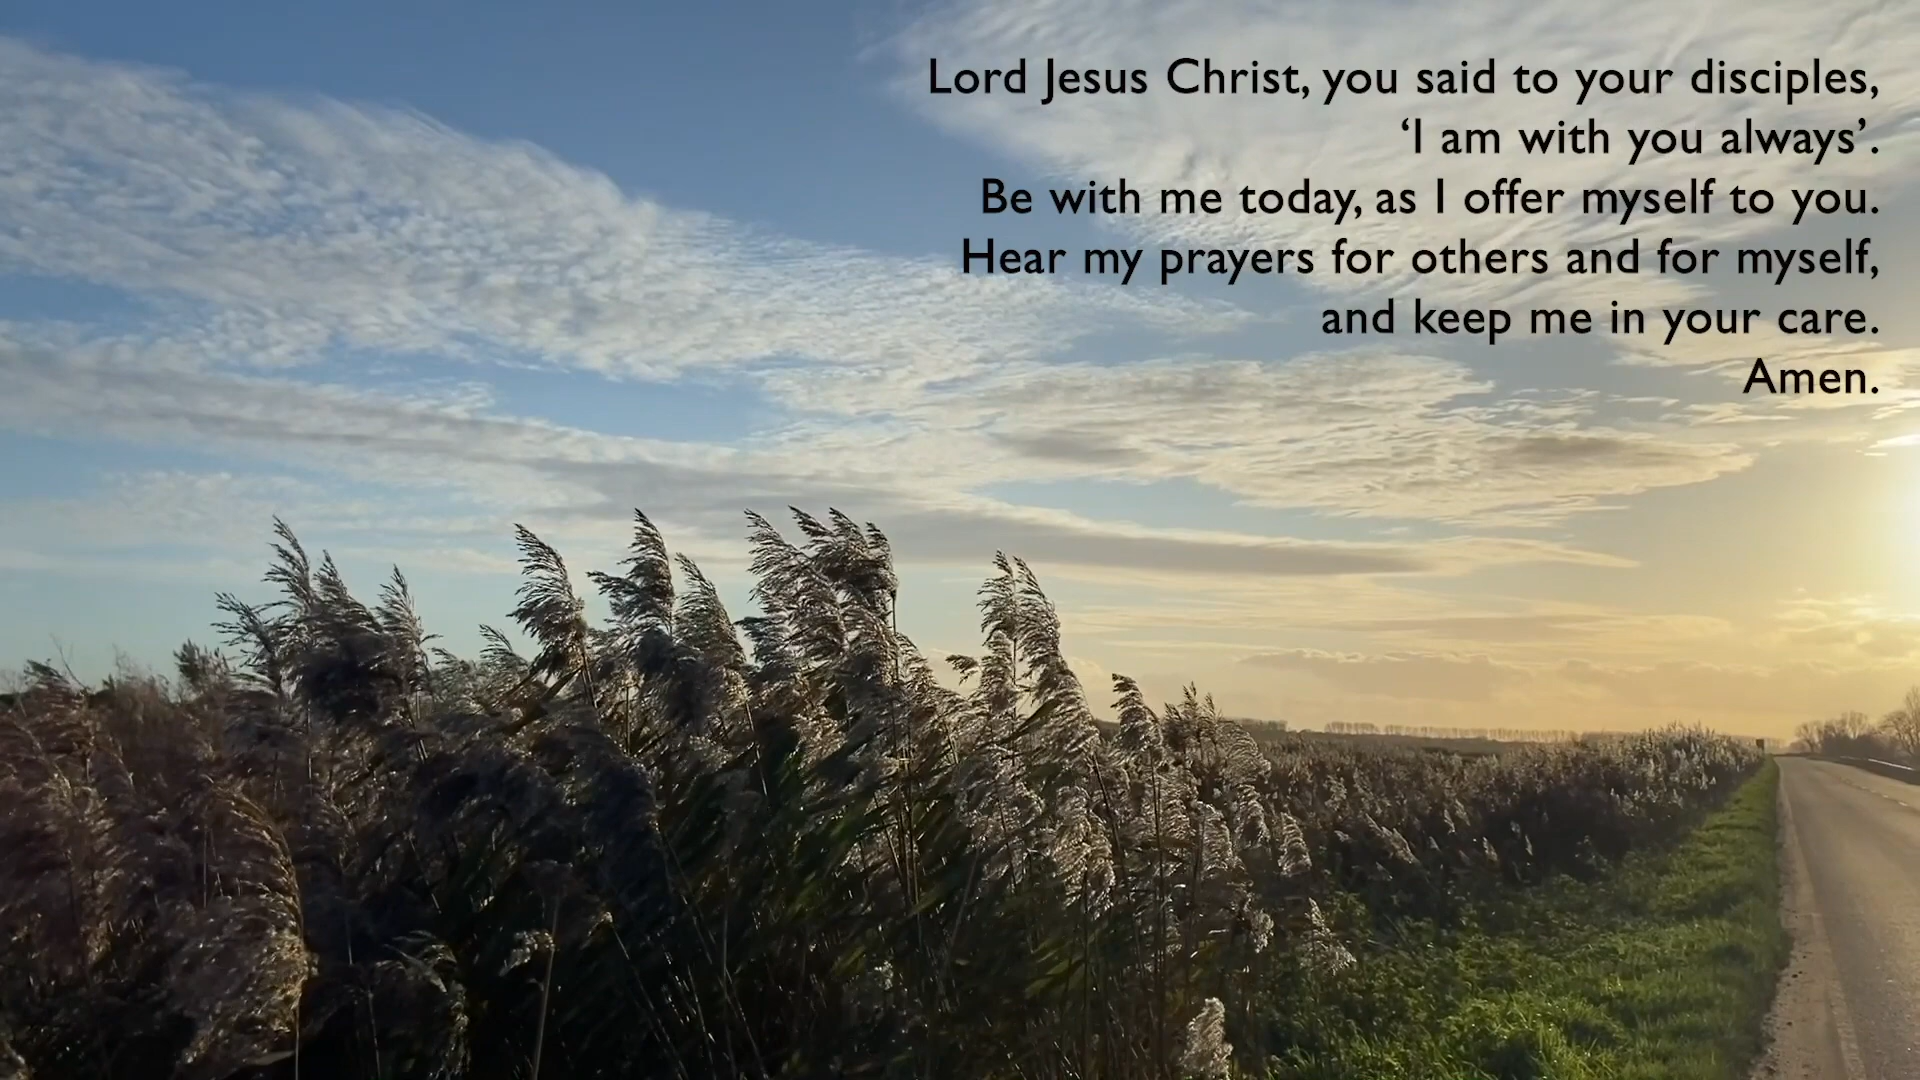 Lord Jesus Christ, you said to your disciples,
‘I am with you always’.
Be with me today, as I offer myself to you.
Hear my prayers for others and for myself,
and keep me in your care.
Amen.